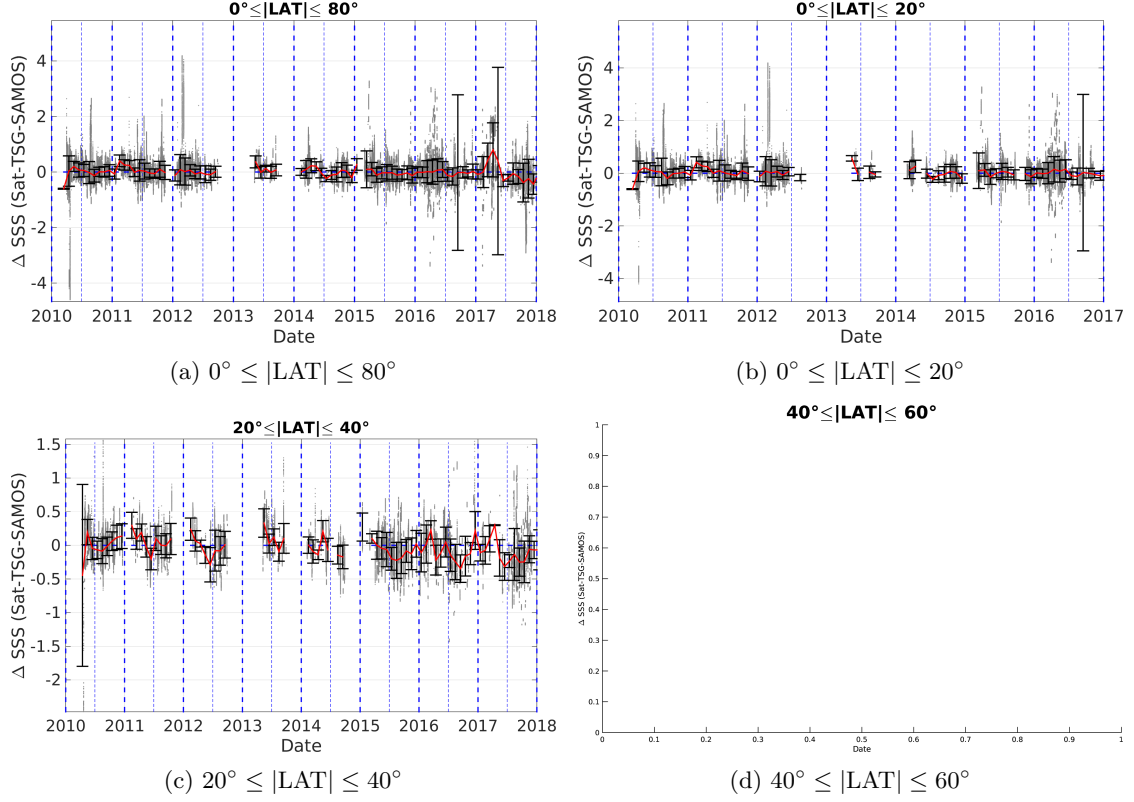 0°≤|LAT|≤ 80°
4
2
0
-2
-4
Δ SSS (Sat-TSG-SAMOS)
2010 2011 2012 2013 2014 2015 2016 2017 2018
Date
(a) 0° ≤ |LAT| ≤ 80°
0°≤|LAT|≤ 20°
4
2
0
-2
-4
Δ SSS (Sat-TSG-SAMOS)
2010 2011 2012 2013 2014 2015 2016 2017
Date
(b) 0° ≤ |LAT| ≤ 20°
20°≤|LAT|≤ 40°
1.5
1
0.5
0
-0.5
-1
-1.5
-2
Δ SSS (Sat-TSG-SAMOS)
2010 2011 2012 2013 2014 2015 2016 2017 2018
Date
(c) 20° ≤ |LAT| ≤ 40°
40°≤|LAT|≤ 60°
1
0.9
0.8
0.7
0.6
0.5
0.4
0.3
0.2
0.1
0
Δ SSS (Sat-TSG-SAMOS)
0 0.1 0.2 0.3 0.4 0.5 0.6 0.7 0.8 0.9 1
Date
(d) 40° ≤ |LAT| ≤ 60°